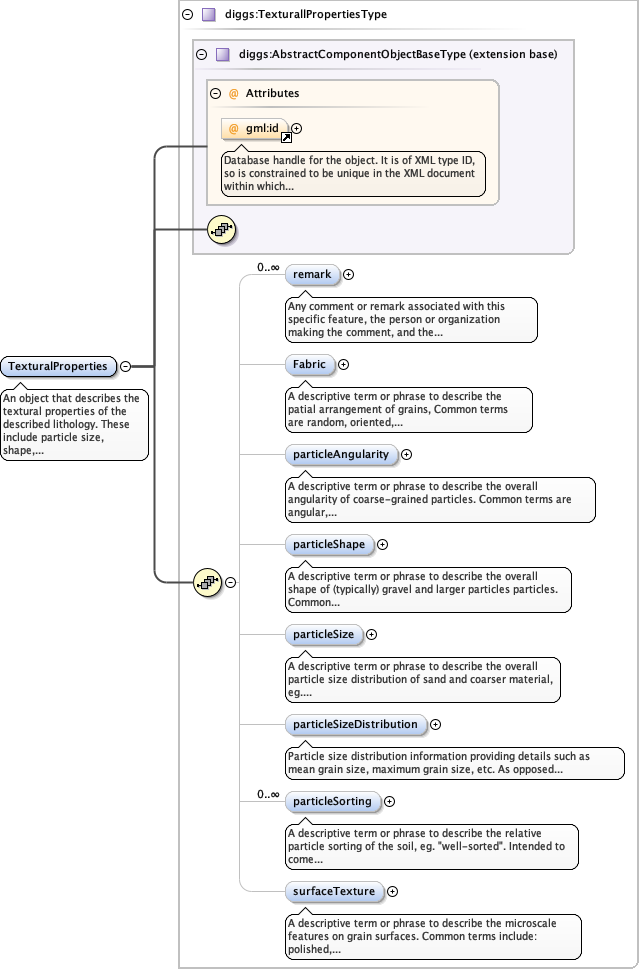 diggs:TexturallPropertiesType
diggs:AbstractComponentObjectBaseType (extension base)
@ Attributes
@ gml:id
Database handle for the object. It is of XML type ID,
so is constrained to be unique in the XML document
within which...
0..∞
remark
Any comment or remark associated with this
specific feature, the person or organization
making the comment, and the...
TexturalProperties
An object that describes the
textural properties of the
described lithology. These
include particle size,
shape,...
Fabric
A descriptive term or phrase to describe the
patial arrangement of grains, Common terms
are random, oriented,...
particleAngularity
A descriptive term or phrase to describe the overall
angularity of coarse-grained particles. Common terms are
angular,...
particleShape
A descriptive term or phrase to describe the overall
shape of (typically) gravel and larger particles particles.
Common...
particleSize
A descriptive term or phrase to describe the overall
particle size distribution of sand and coarser material,
eg....
particleSizeDistribution
Particle size distribution information providing details such as
mean grain size, maximum grain size, etc. As opposed...
0..∞
particleSorting
A descriptive term or phrase to describe the relative
particle sorting of the soil, eg. "well-sorted". Intended to
come...
surfaceTexture
A descriptive term or phrase to describe the microscale
features on grain surfaces. Common terms include:
polished,...